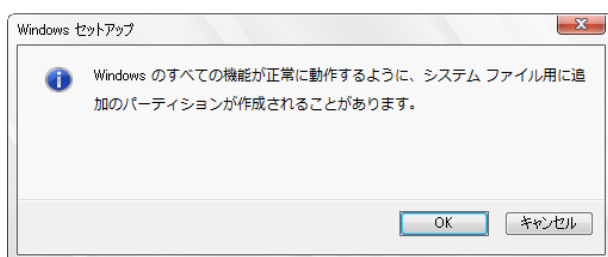 Windows セットアップ
Windows のすべての機能が正常に動作するように、システム ファイル用に追
加のパーティションが作成されることがあります。
OK
キャンセル